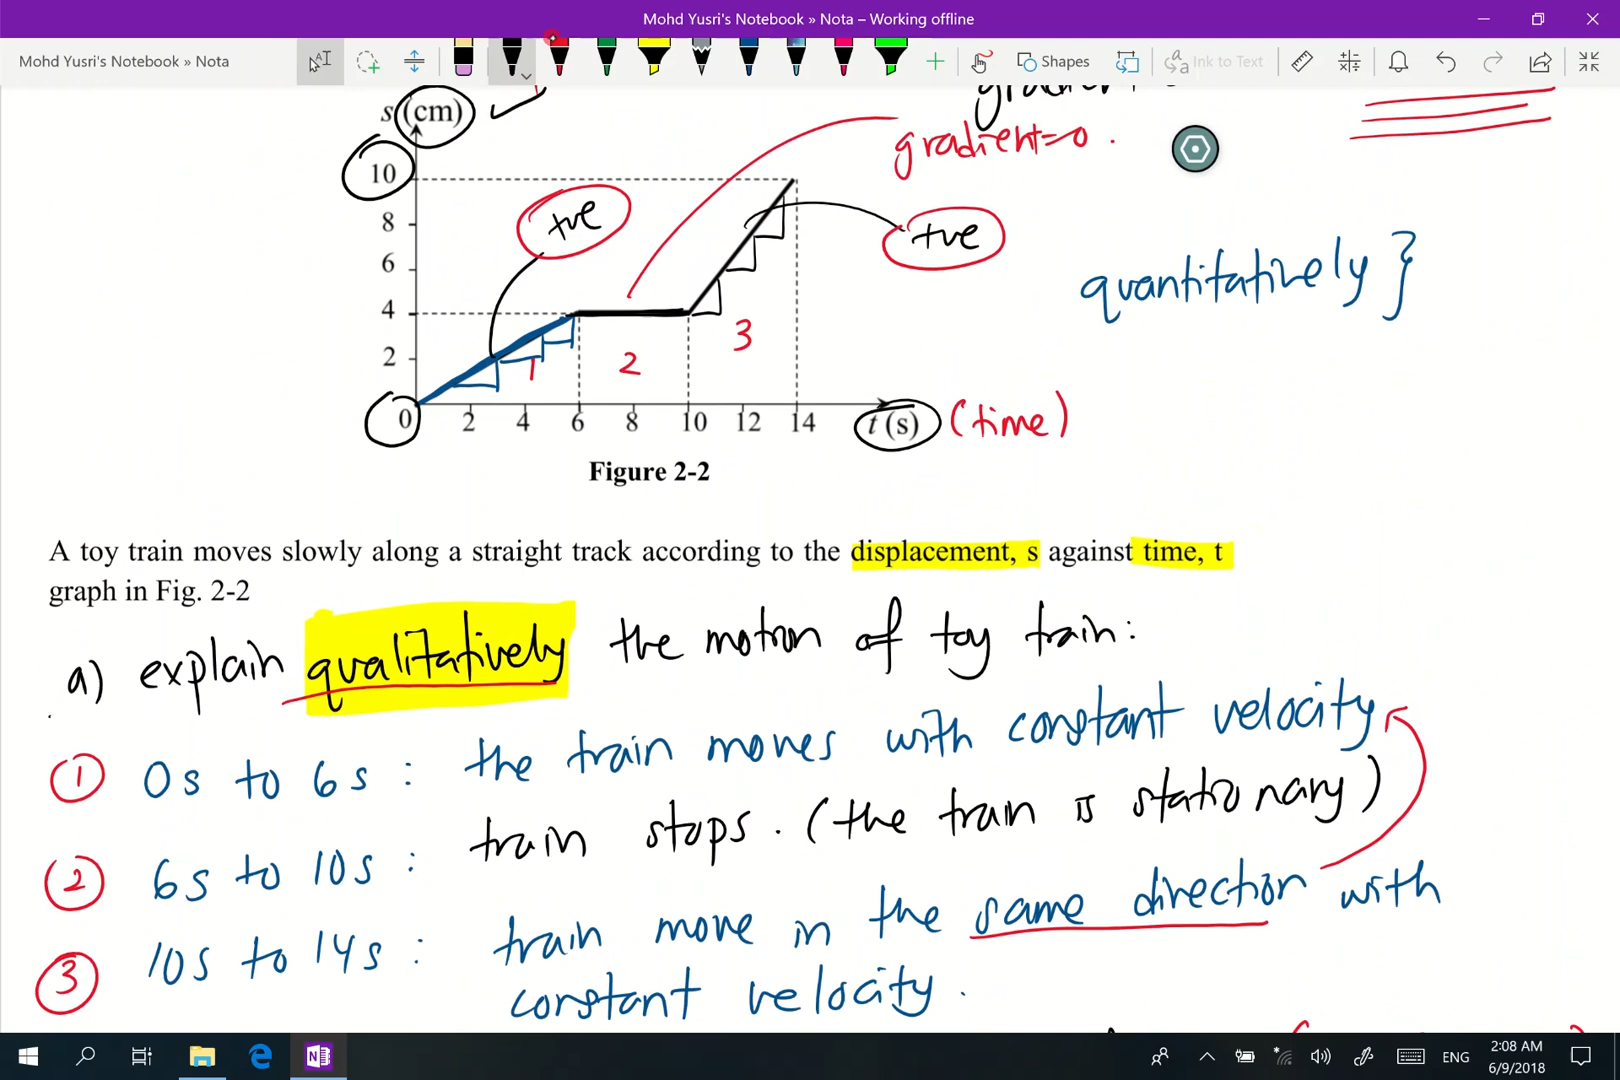 Mohd Yusri's Notebook » Nota – Working offline
Mohd Yusri's Notebook » Nota
Shapes
Ink to Text
s (cm)
gradient=0.
10
+ve
8
+ve
6
quantitatively }
4
3
2
1
2
0
2 4 6 8 10 12 14
t (s)
(time)
Figure 2-2
A toy train moves slowly along a straight track according to the displacement, s against time, t
graph in Fig. 2-2
a) explain qualitatively the motion of toy train:
1 0s to 6s : the train moves with constant velocity
2 6s to 10s : train stops. (the train is stationary)
3 10s to 14s : train move in the same direction with
constant velocity.
ENG
2:08 AM
6/9/2018